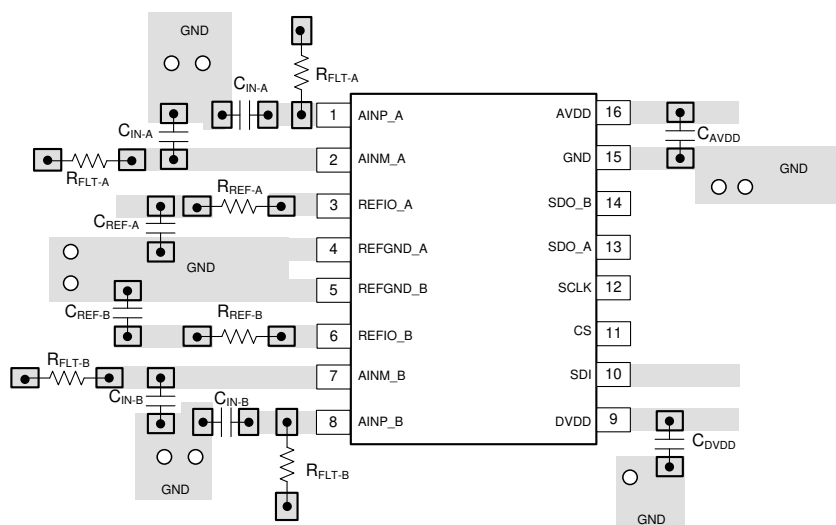 GND
C_IN-A
R_FLT-A
C_IN-A
R_FLT-A
R_REF-A
C_REF-A
GND
C_REF-B
R_REF-B
R_FLT-B
C_IN-B
C_IN-B
R_FLT-B
GND
1 AINP_A
2 AINM_A
3 REFIO_A
4 REFGND_A
5 REFGND_B
6 REFIO_B
7 AINM_B
8 AINP_B
AVDD 16
GND 15
SDO_B 14
SDO_A 13
SCLK 12
CS 11
SDI 10
DVDD 9
C_AVDD
GND
C_DVDD
GND